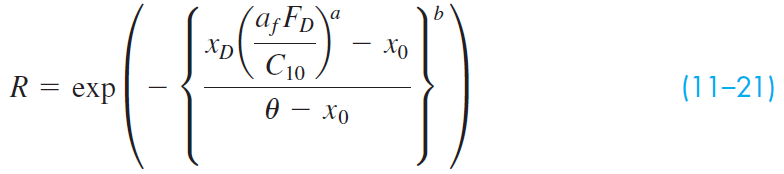 R = exp(−{(x_D(a_f F_D / C_10)^a − x_0) / (θ − x_0)}^b) (11–21)